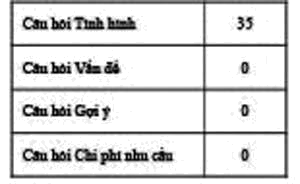 Câu hỏi Tình hình 35
Câu hỏi Vấn đề 0
Câu hỏi Gợi ý 0
Câu hỏi Chi phí nhu cầu 0